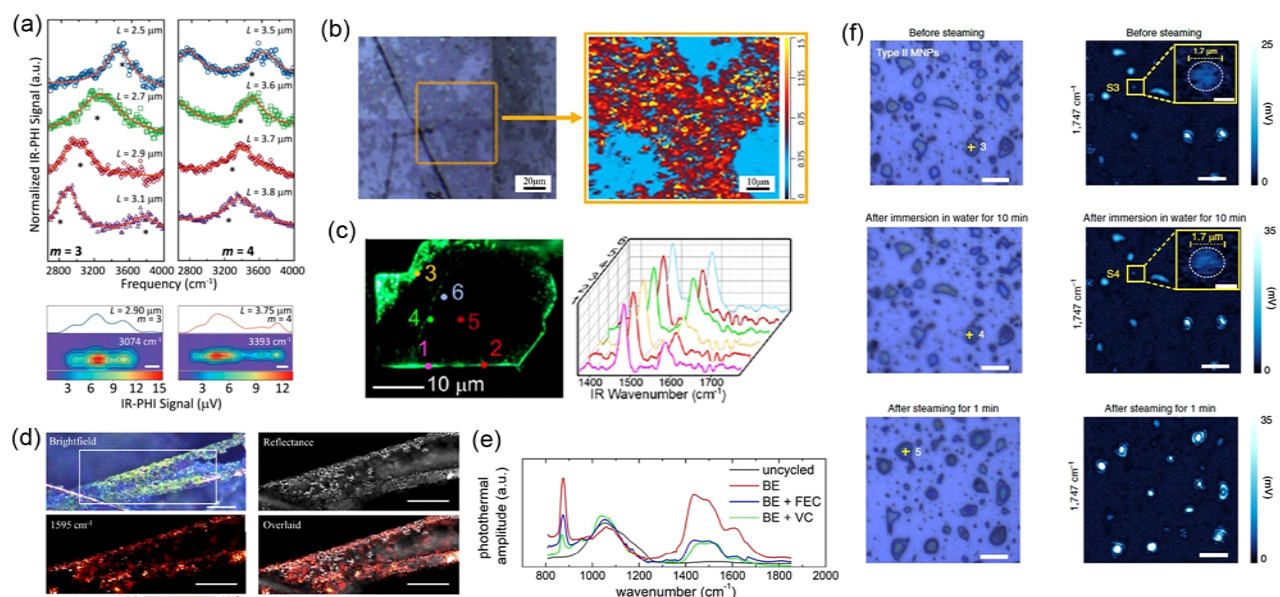 (a)
Normalized IR-PHI Signal (a.u.)
L = 2.5 μm
*
L = 2.7 μm
*
L = 2.9 μm
*
L = 3.1 μm
*
*
m = 3
2800 3200 3600 4000
L = 3.5 μm
*
L = 3.6 μm
*
L = 3.7 μm
*
L = 3.8 μm
*
m = 4
2800 3200 3600 4000
Frequency (cm⁻¹)
L = 2.90 μm
m = 3
3074 cm⁻¹
L = 3.75 μm
m = 4
3393 cm⁻¹
3 6 9 12 15
3 6 9 12
IR-PHI Signal (μV)
(b)
20μm
10μm
1.5
1.15
0.75
0.375
0
(c)
3
6
4
5
1
2
10 μm
1400 1500 1600 1700
IR Wavenumber (cm⁻¹)
(d)
Brightfield
Reflectance
1595 cm⁻¹
Overlaid
(e)
photothermal
amplitude (a.u.)
uncycled
BE
BE + FEC
BE + VC
800 1000 1200 1400 1600 1800 2000
wavenumber (cm⁻¹)
(f)
Before steaming
Type II MNPs
3
Before steaming
1,747 cm⁻¹
S3
1.7 μm
25
(mV)
0
After immersion in water for 10 min
4
After immersion in water for 10 min
1,747 cm⁻¹
S4
1.7 μm
35
(mV)
0
After steaming for 1 min
5
After steaming for 1 min
1,747 cm⁻¹
35
(mV)
0